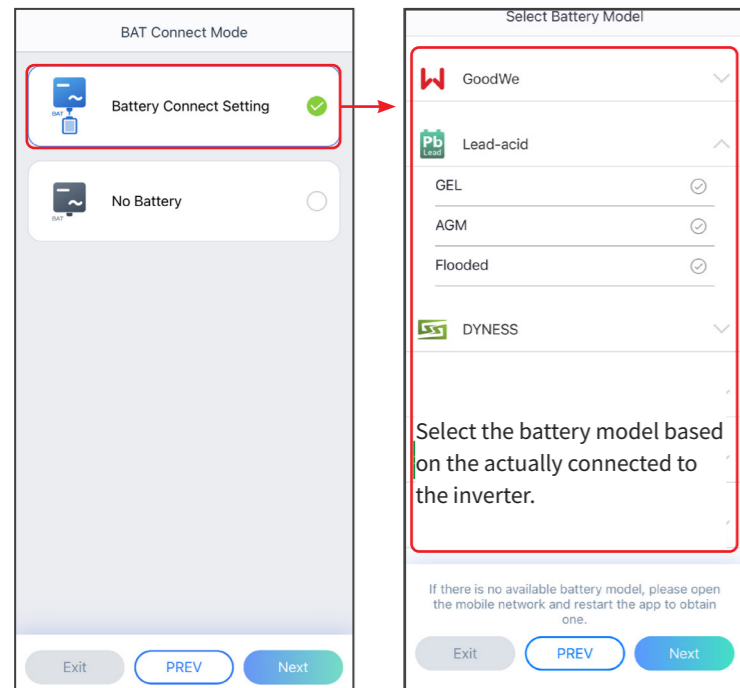 BAT Connect Mode
BAT
Battery Connect Setting
BAT
No Battery
Exit
PREV
Next
Select Battery Model
GoodWe
Pb
Lead
Lead-acid
GEL
AGM
Flooded
DYNESS
Select the battery model based
on the actually connected to
the inverter.
If there is no available battery model, please open
the mobile network and restart the app to obtain
one.
Exit
PREV
Next